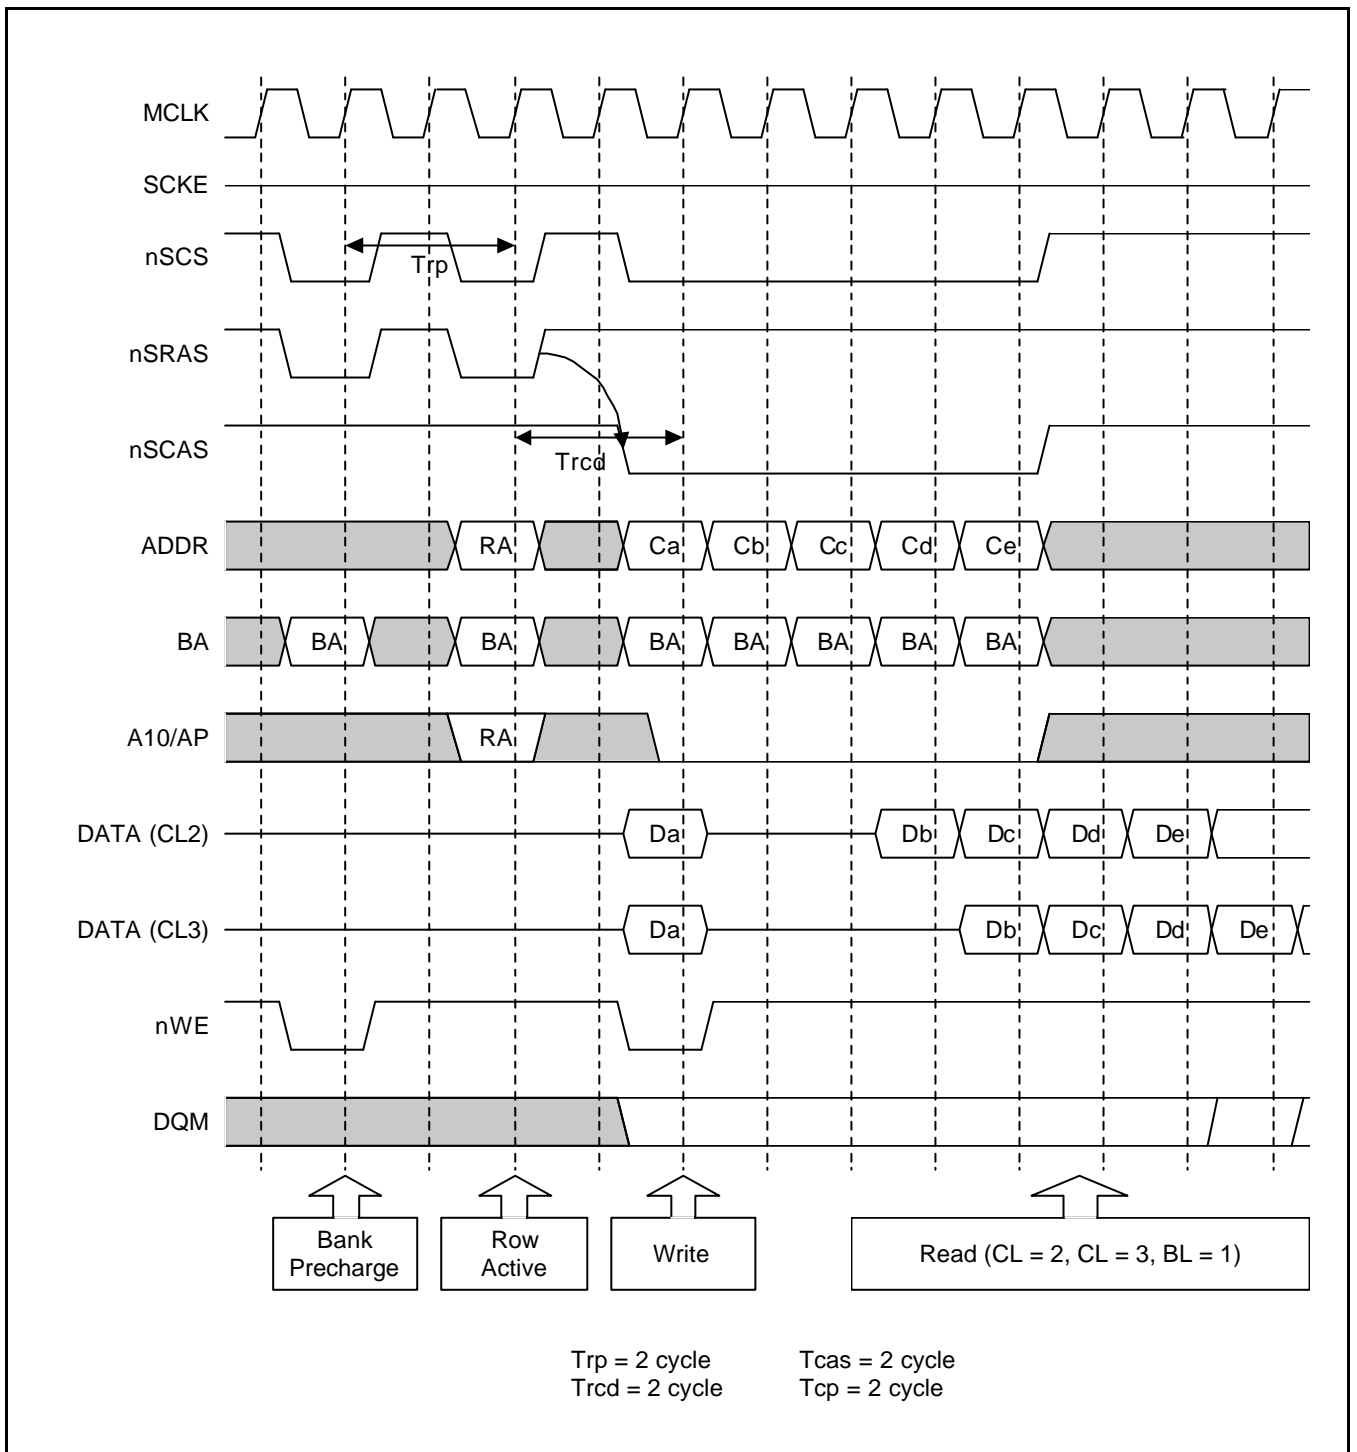 MCLK
SCKE
nSCS
Trp
nSRAS
nSCAS
Trcd
ADDR RA Ca Cb Cc Cd Ce
BA BA BA BA BA BA BA BA
A10/AP RA
DATA (CL2) Da Db Dc Dd De
DATA (CL3) Da Db Dc Dd De
nWE
DQM
Bank Precharge
Row Active
Write
Read (CL = 2, CL = 3, BL = 1)
Trp = 2 cycle Tcas = 2 cycle
Trcd = 2 cycle Tcp = 2 cycle